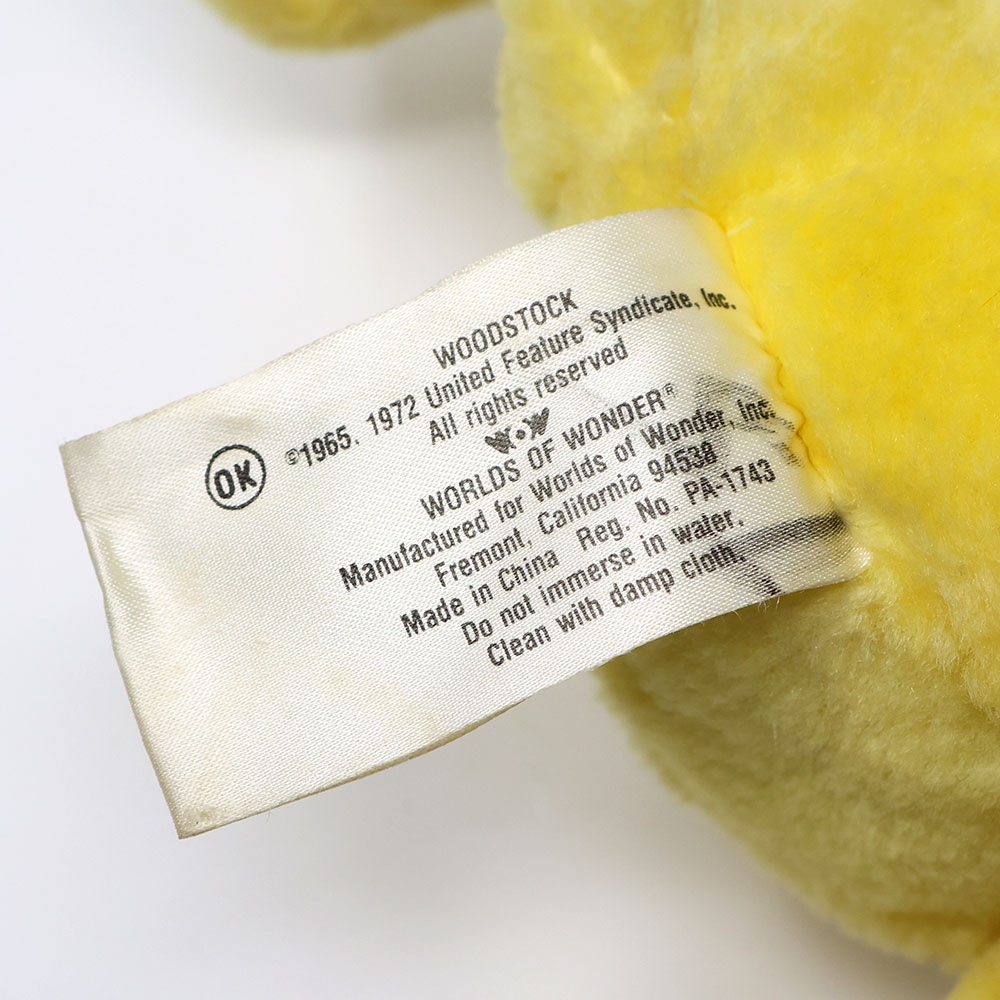 WOODSTOCK
©1965, 1972 United Feature Syndicate, Inc.
All rights reserved
OK
WORLDS OF WONDER®
Manufactured for Worlds of Wonder, Inc.
Fremont, California 94538
Made in China Reg. No. PA-1743
Do not immerse in water.
Clean with damp cloth.